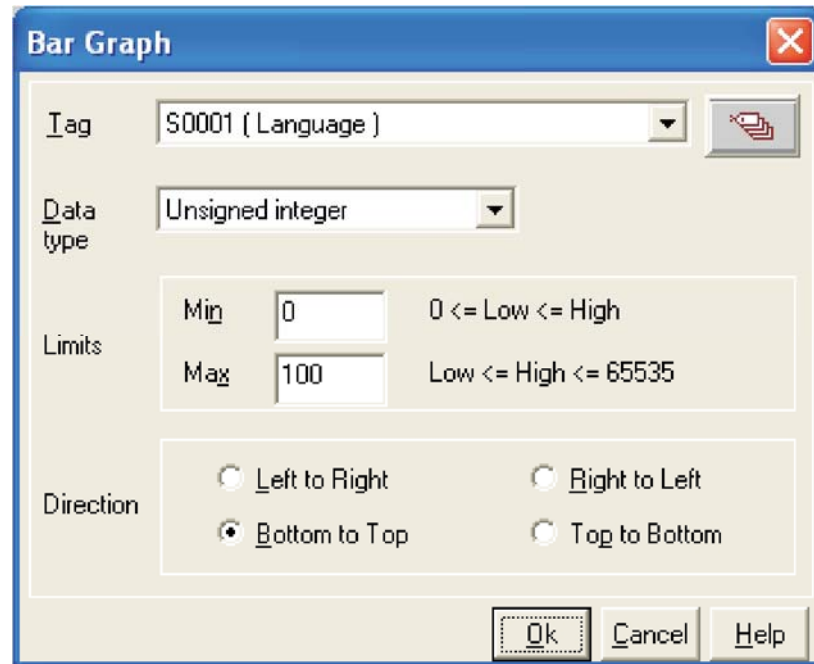 Bar Graph
Tag S0001 ( Language )
Data type Unsigned integer
Limits
Min 0 0 <= Low <= High
Max 100 Low <= High <= 65535
Direction
Left to Right Right to Left
Bottom to Top Top to Bottom
Ok Cancel Help